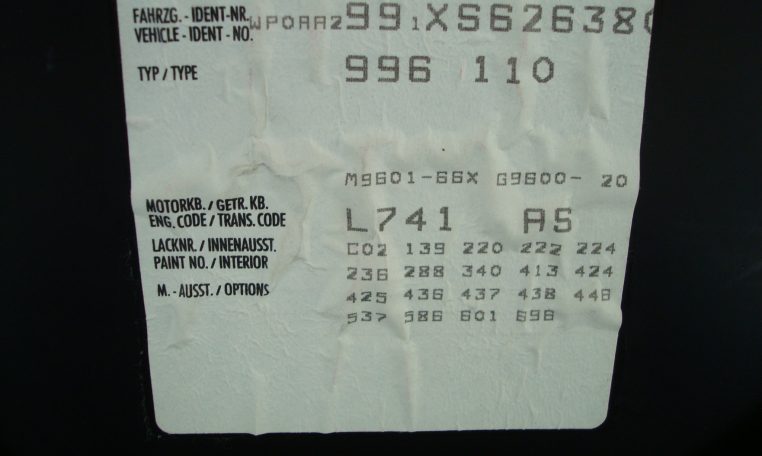 FAHRZG. - IDENT-NR. WP0AA2991XS62638
VEHICLE - IDENT - NO.
TYP / TYPE 996 110
M9601-66X G9600- 20
MOTORKB. / GETR. KB.
ENG. CODE / TRANS. CODE L741 AS
LACKNR. / INNENAUSST. C02 139 220 222 224
PAINT NO. / INTERIOR 236 288 340 413 424
M. - AUSST. / OPTIONS 425 436 437 438 448
537 586 601 696